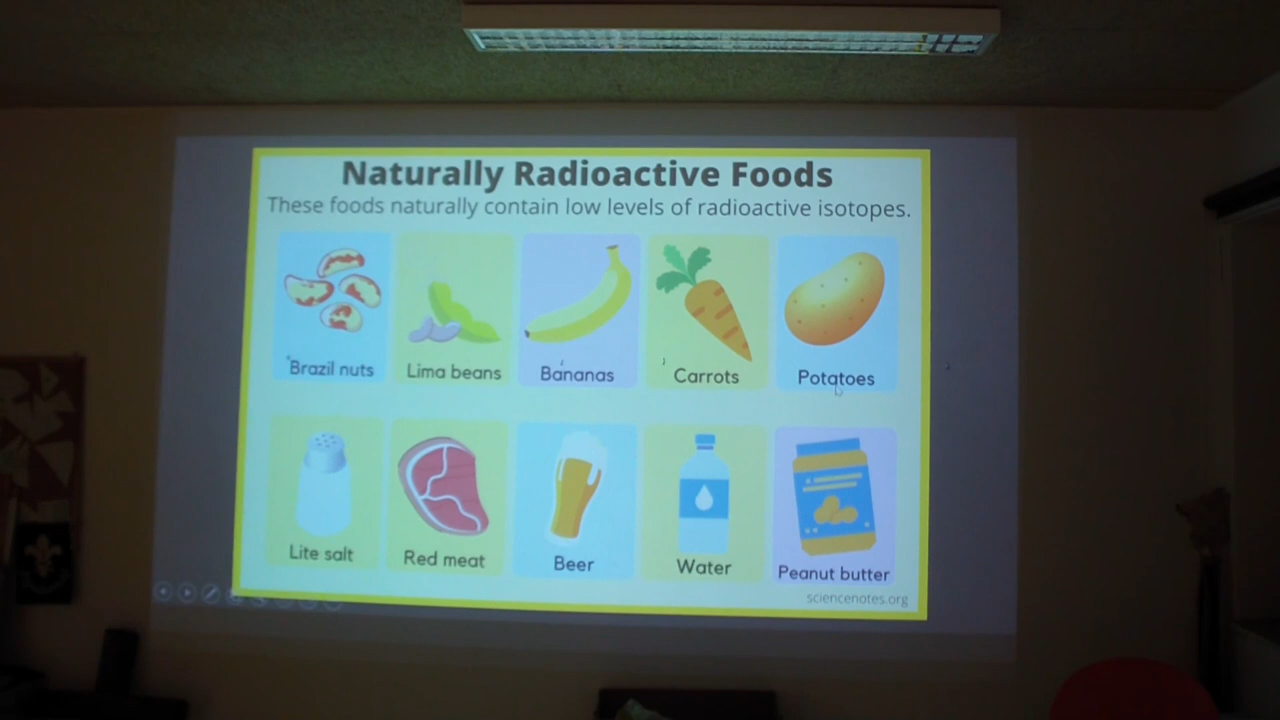 Naturally Radioactive Foods
These foods naturally contain low levels of radioactive isotopes.
Brazil nuts
Lima beans
Bananas
Carrots
Potatoes
Lite salt
Red meat
Beer
Water
Peanut butter
sciencenotes.org